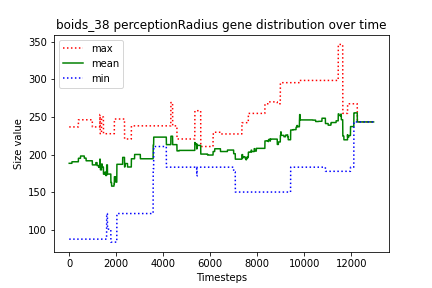 boids_38 perceptionRadius gene distribution over time
max
mean
min
Size value
350
300
250
200
150
100
0
2000
4000
6000
8000
10000
12000
Timesteps